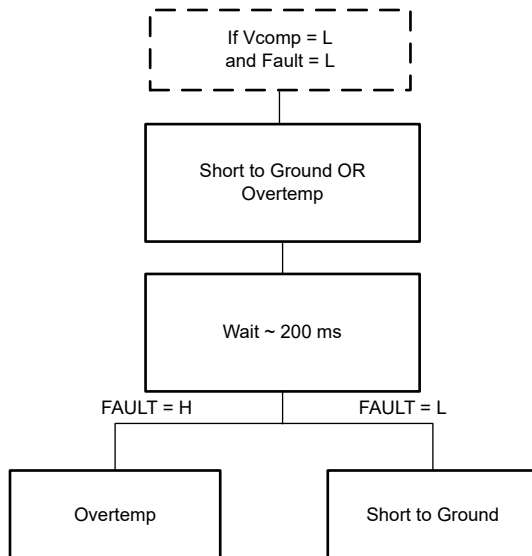 If Vcomp = L
and Fault = L
Short to Ground OR
Overtemp
Wait ~ 200 ms
FAULT = H
FAULT = L
Overtemp
Short to Ground